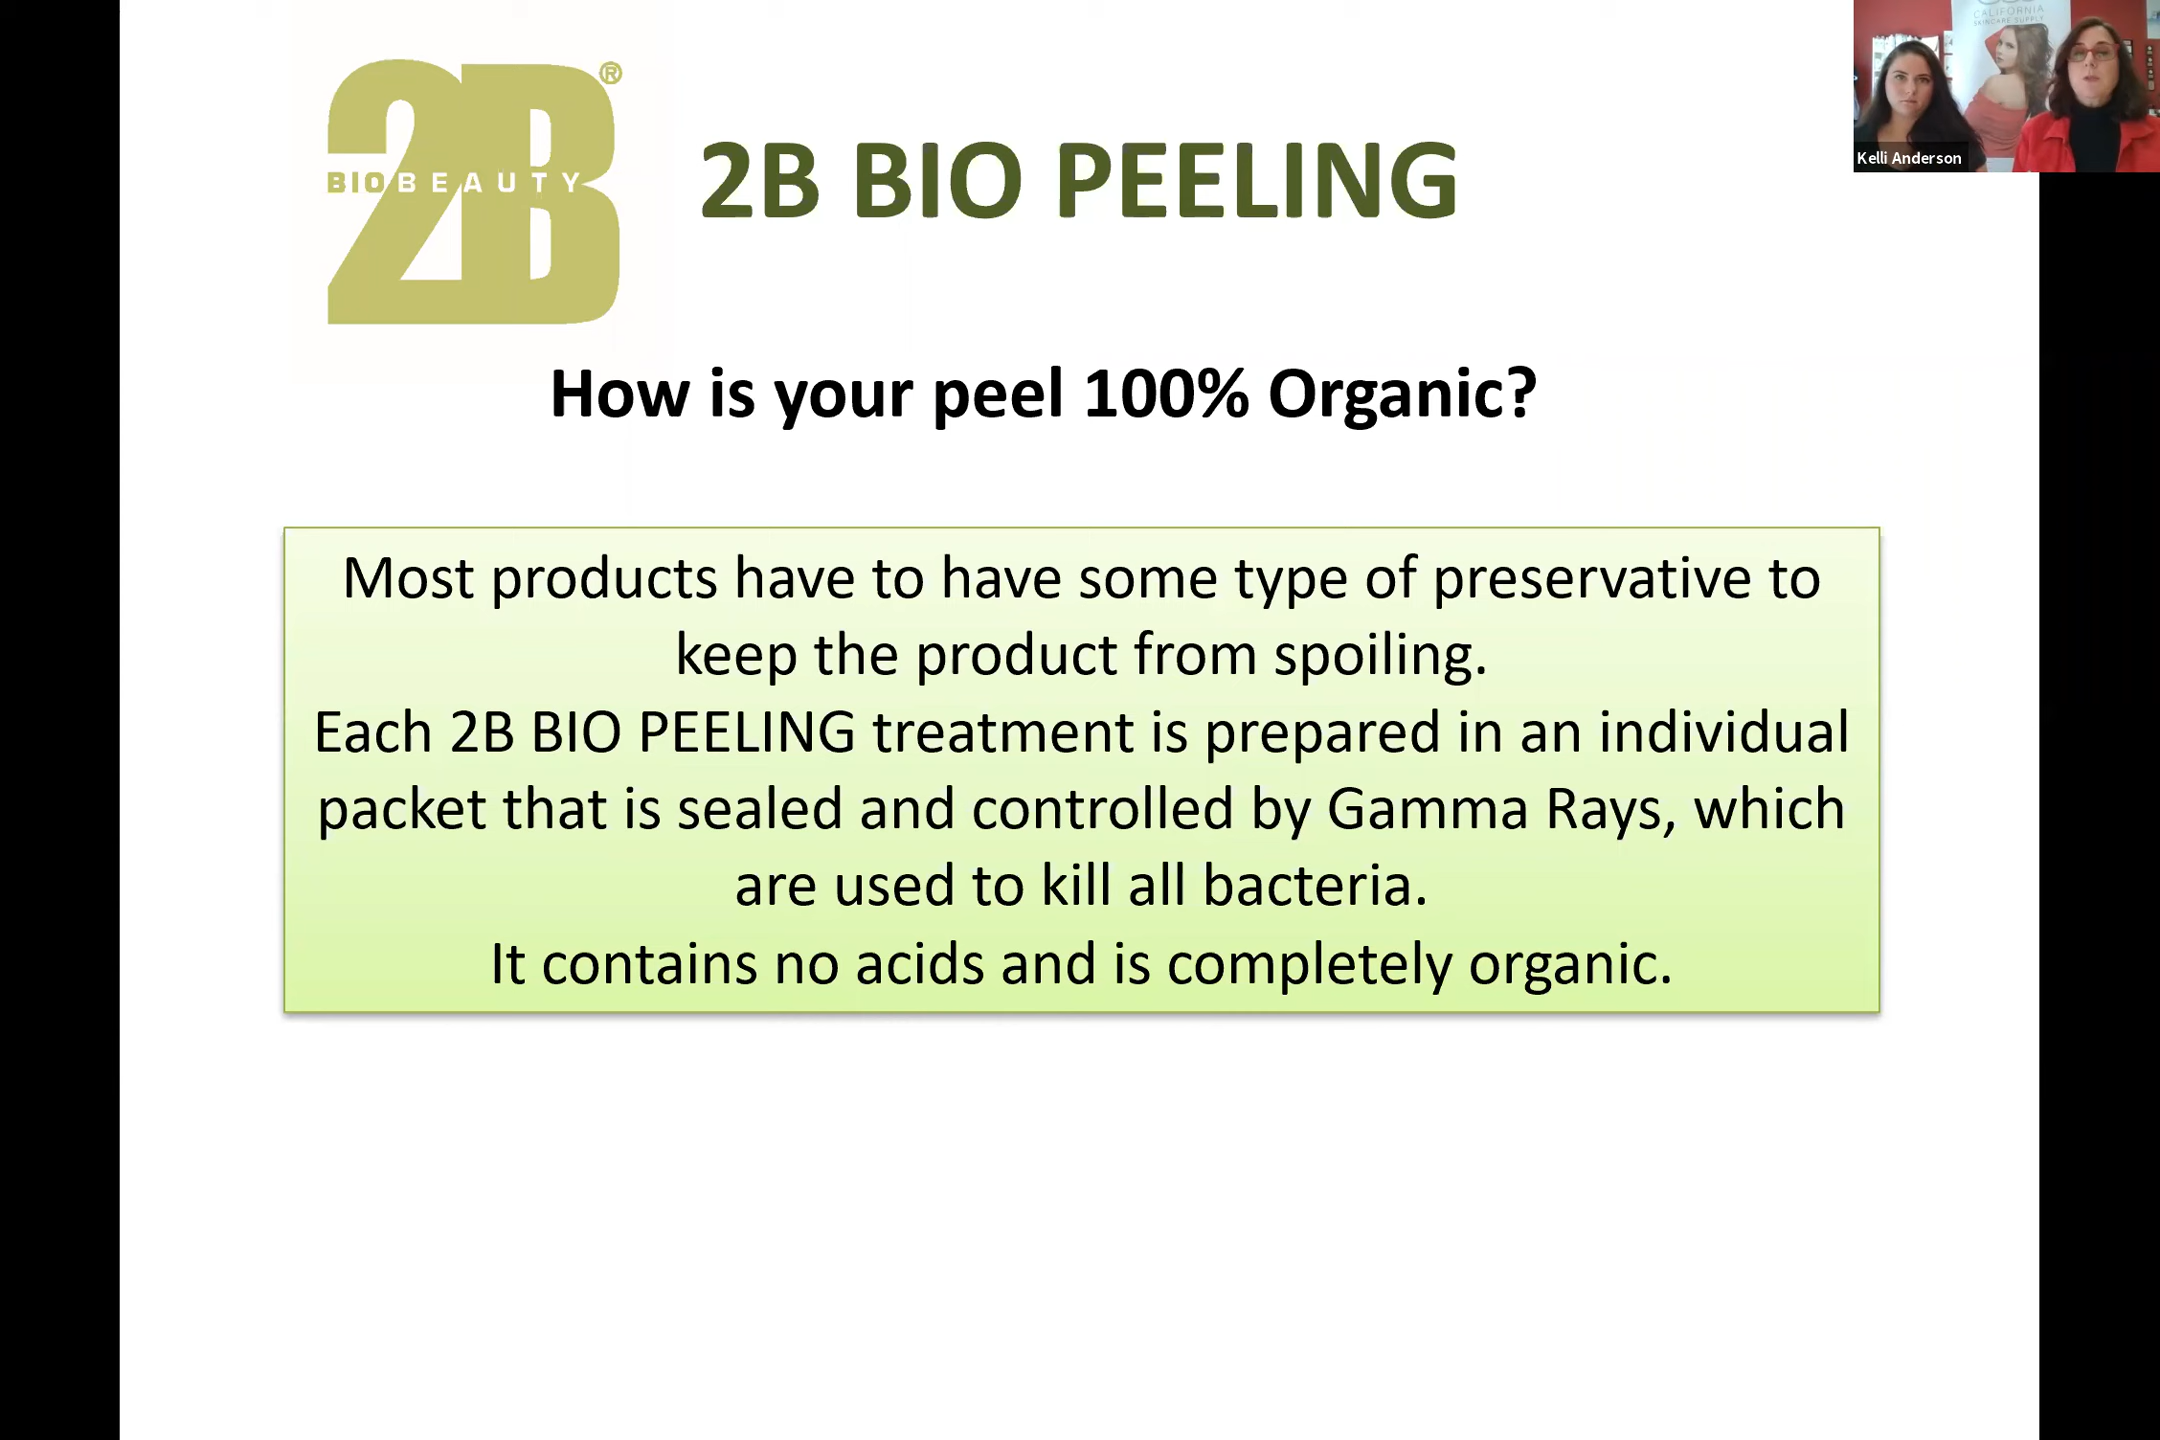 2B®
BIOBEAUTY
2B BIO PEELING
CALIFORNIA
SKINCARE SUPPLY
Kelli Anderson
How is your peel 100% Organic?
Most products have to have some type of preservative to
keep the product from spoiling.
Each 2B BIO PEELING treatment is prepared in an individual
packet that is sealed and controlled by Gamma Rays, which
are used to kill all bacteria.
It contains no acids and is completely organic.